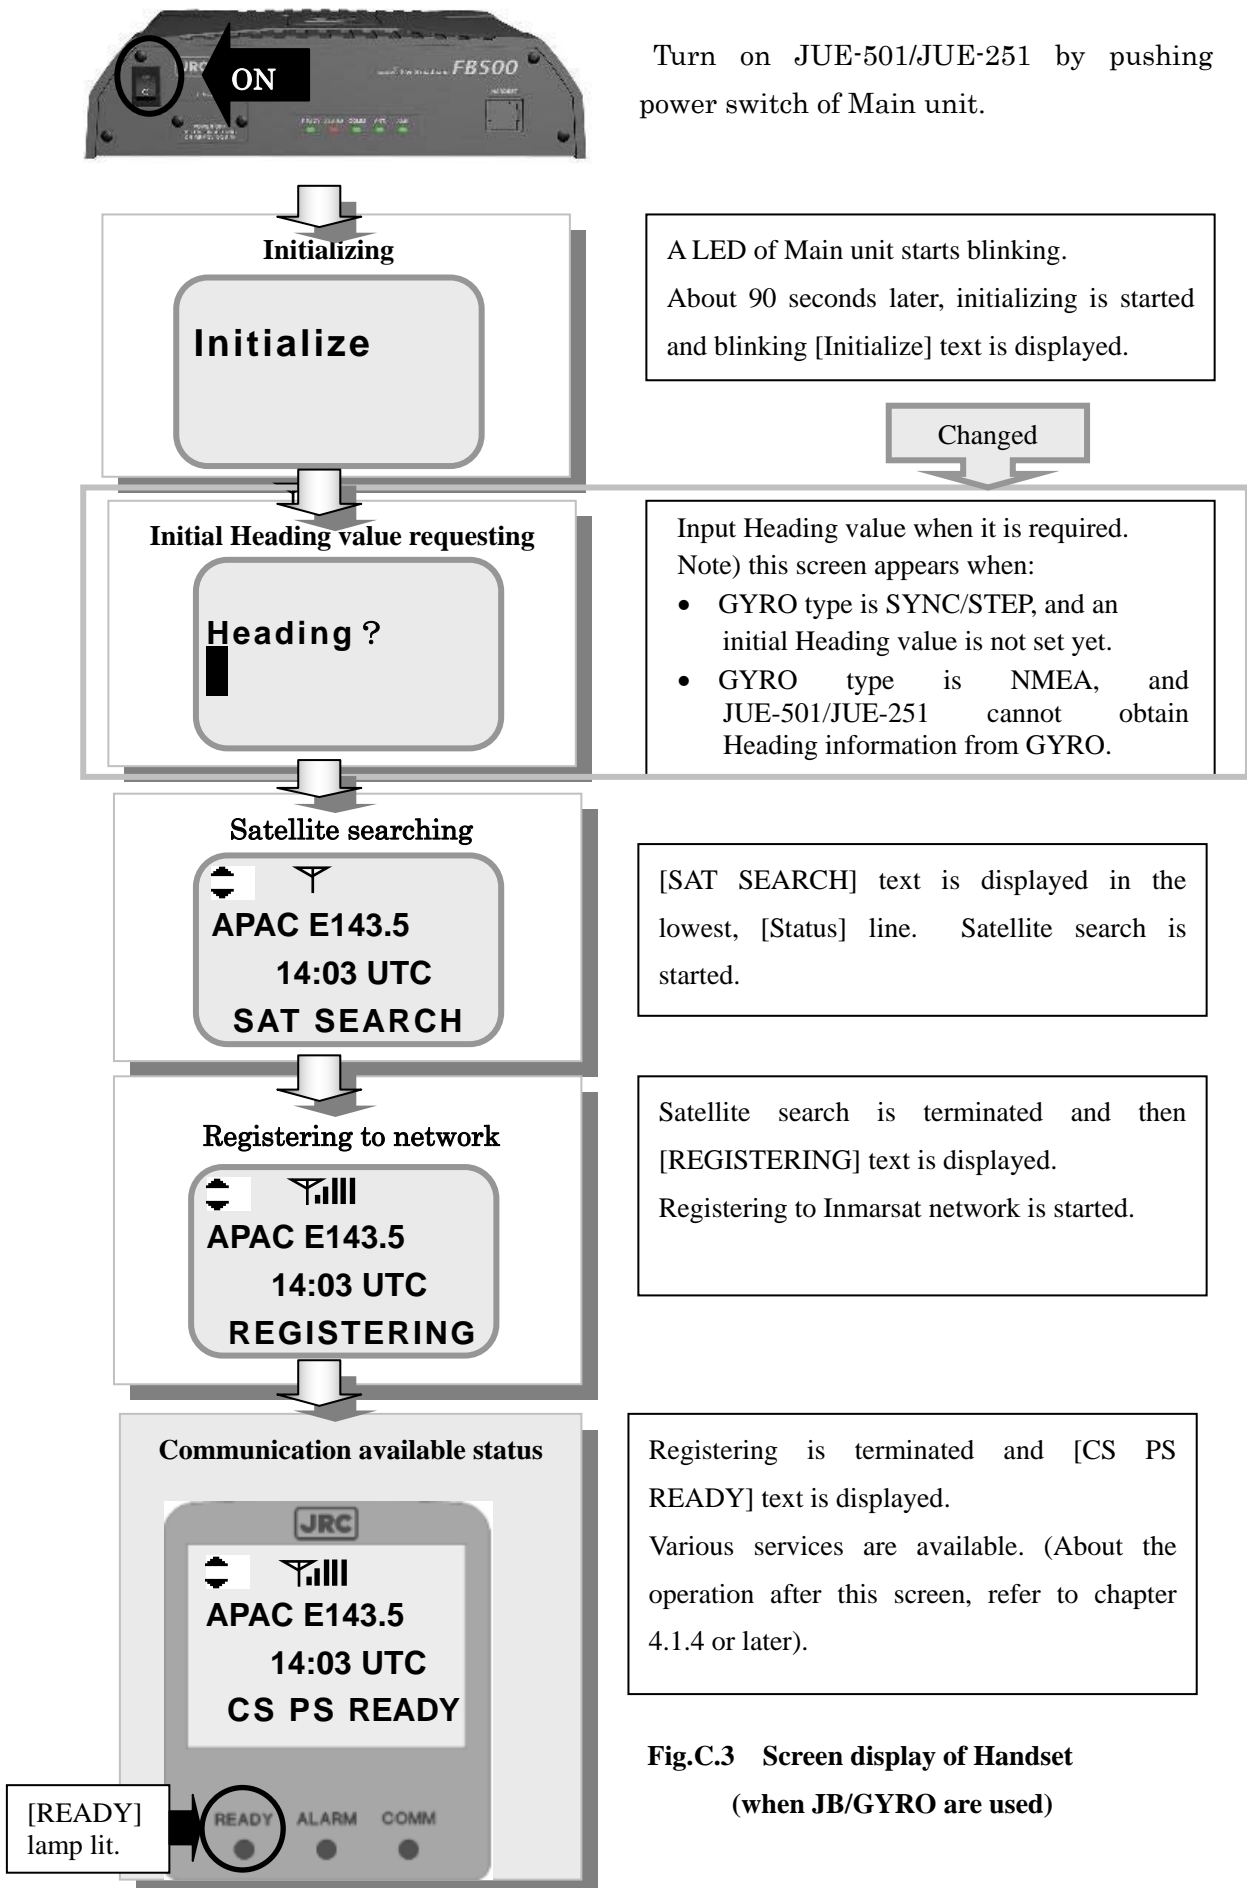 JRC
ON
FB500
Turn on JUE-501/JUE-251 by pushing
power switch of Main unit.
Initializing
Initialize
A LED of Main unit starts blinking.
About 90 seconds later, initializing is started
and blinking [Initialize] text is displayed.
Changed
Initial Heading value requesting
Heading？
Input Heading value when it is required.
Note) this screen appears when:
• GYRO type is SYNC/STEP, and an
initial Heading value is not set yet.
• GYRO type is NMEA, and
JUE-501/JUE-251 cannot obtain
Heading information from GYRO.
Satellite searching
APAC E143.5
14:03 UTC
SAT SEARCH
[SAT SEARCH] text is displayed in the
lowest, [Status] line. Satellite search is
started.
Registering to network
APAC E143.5
14:03 UTC
REGISTERING
Satellite search is terminated and then
[REGISTERING] text is displayed.
Registering to Inmarsat network is started.
Communication available status
JRC
APAC E143.5
14:03 UTC
CS PS READY
READY ALARM COMM
[READY]
lamp lit.
Registering is terminated and [CS PS
READY] text is displayed.
Various services are available. (About the
operation after this screen, refer to chapter
4.1.4 or later).
Fig.C.3 Screen display of Handset
(when JB/GYRO are used)